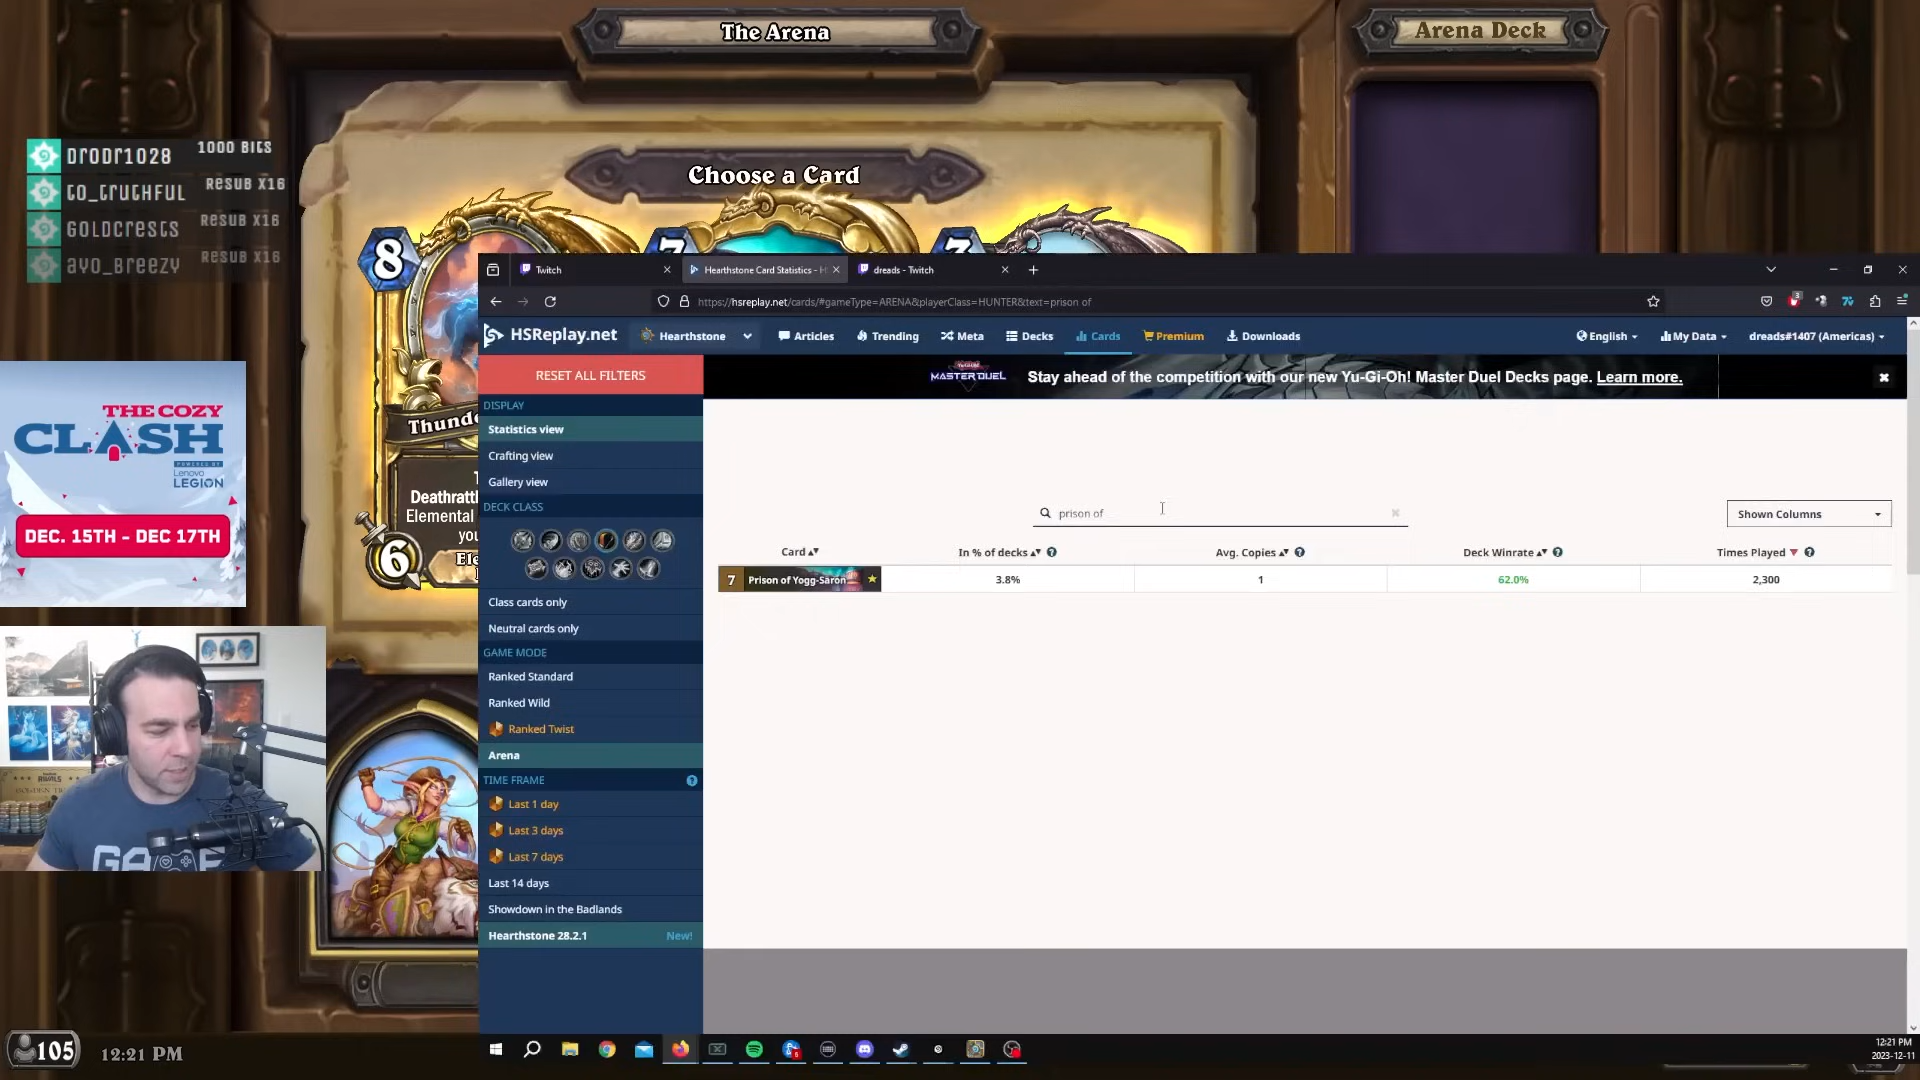 The Arena
Arena Deck
Choose a Card
DrODr1028 1000 BITS
to_truthful RESUB X16
Goldcrests RESUB X16
ayo_Breezy RESUB X16
8
7
Thunde
Deathrattl
Elemental
you
Ele
6
Twitch
Hearthstone Card Statistics - H
dreads - Twitch
https://hsreplay.net/cards/#gameType=ARENA&playerClass=HUNTER&text=prison of
HSReplay.net
Hearthstone
Articles
Trending
Meta
Decks
Cards
Premium
Downloads
English
My Data
dreads#1407 (Americas)
RESET ALL FILTERS
MASTER DUEL
Stay ahead of the competition with our new Yu-Gi-Oh! Master Duel Decks page. Learn more.
DISPLAY
Statistics view
Crafting view
Gallery view
DECK CLASS
Class cards only
Neutral cards only
GAME MODE
Ranked Standard
Ranked Wild
Ranked Twist
Arena
TIME FRAME
Last 1 day
Last 3 days
Last 7 days
Last 14 days
Showdown in the Badlands
Hearthstone 28.2.1 New!
prison of
Shown Columns
Card In % of decks Avg. Copies Deck Winrate Times Played
7 Prison of Yogg-Saron 3.8% 1 62.0% 2,300
THE COZY
CLASH
POWERED BY
Lenovo
LEGION
DEC. 15TH - DEC 17TH
105
12:21 PM
12:21 PM
2023-12-11